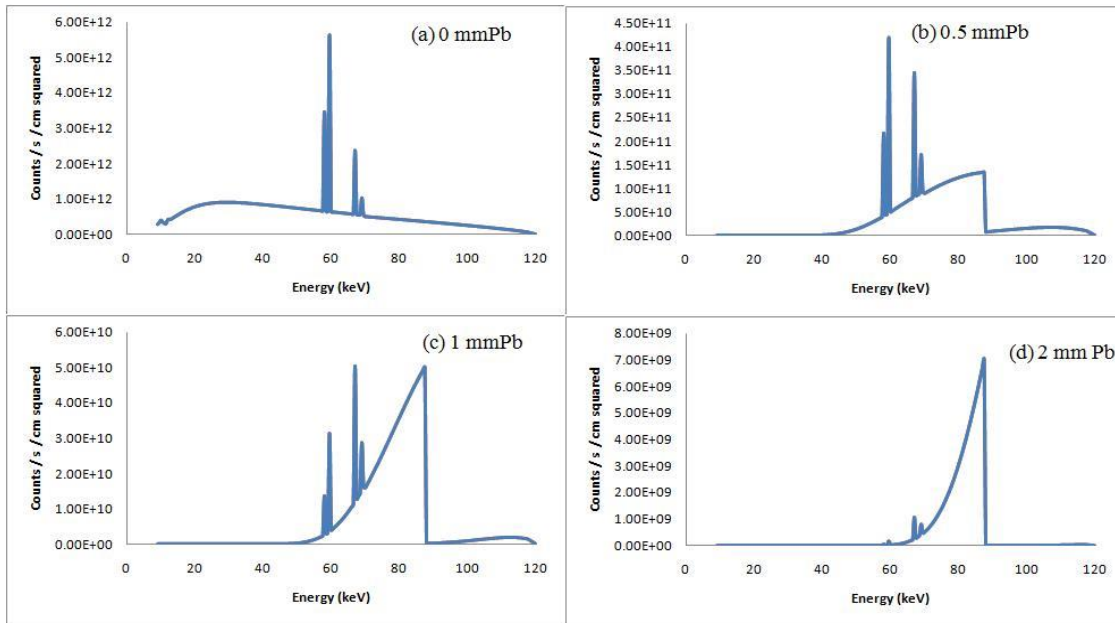 (a) 0 mmPb
Counts / s / cm squared
6.00E+12
5.00E+12
4.00E+12
3.00E+12
2.00E+12
1.00E+12
0.00E+00
0 20 40 60 80 100 120
Energy (keV)
(b) 0.5 mmPb
Counts / s / cm squared
4.50E+11
4.00E+11
3.50E+11
3.00E+11
2.50E+11
2.00E+11
1.50E+11
1.00E+11
5.00E+10
0.00E+00
0 20 40 60 80 100 120
Energy (keV)
(c) 1 mmPb
Counts / s / cm squared
6.00E+10
5.00E+10
4.00E+10
3.00E+10
2.00E+10
1.00E+10
0.00E+00
0 20 40 60 80 100 120
Energy (keV)
(d) 2 mm Pb
Counts / s / cm squared
8.00E+09
7.00E+09
6.00E+09
5.00E+09
4.00E+09
3.00E+09
2.00E+09
1.00E+09
0.00E+00
0 20 40 60 80 100 120
Energy (keV)